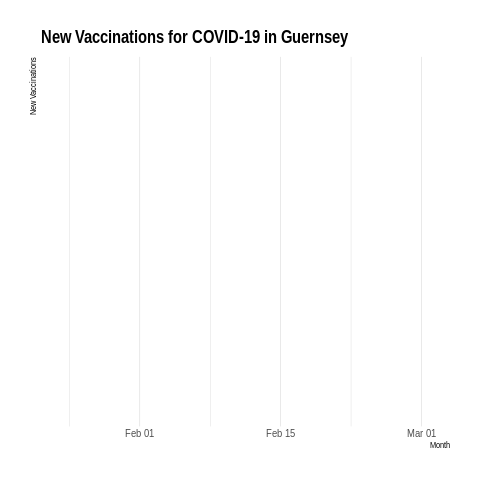 New Vaccinations for COVID-19 in Guernsey
New Vaccinations
Feb 01
Feb 15
Mar 01
Month